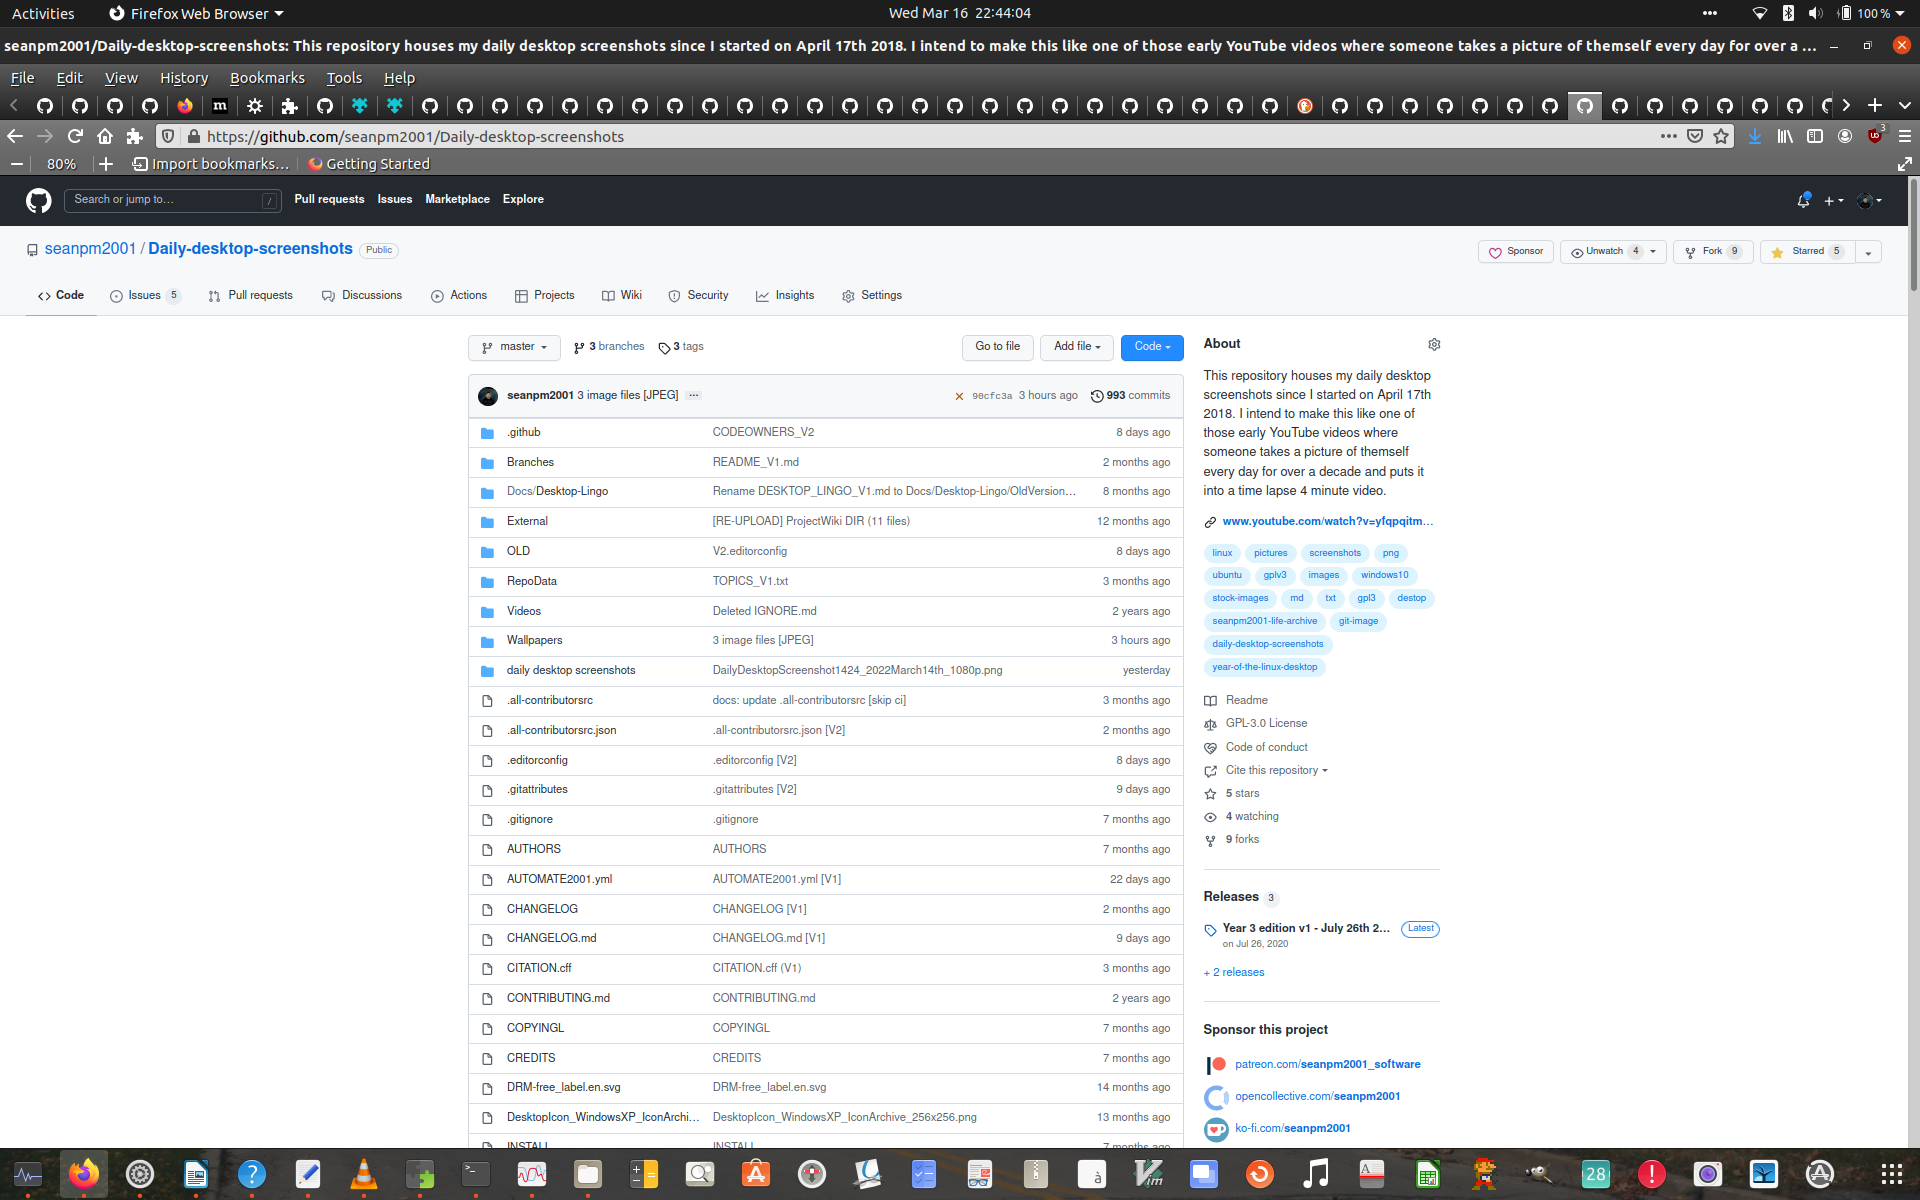 Activities Firefox Web Browser Wed Mar 16 22:44:04 100 %
seanpm2001/Daily-desktop-screenshots: This repository houses my daily desktop screenshots since I started on April 17th 2018. I intend to make this like one of those early YouTube videos where someone takes a picture of themself every day for over a ...
File Edit View History Bookmarks Tools Help
https://github.com/seanpm2001/Daily-desktop-screenshots 3
80% Import bookmarks... Getting Started
Search or jump to... / Pull requests Issues Marketplace Explore
seanpm2001 / Daily-desktop-screenshots Public Sponsor Unwatch 4 Fork 9 Starred 5
Code Issues 5 Pull requests Discussions Actions Projects Wiki Security Insights Settings
master 3 branches 3 tags Go to file Add file Code
seanpm2001 3 image files [JPEG] ... 90cfc3a 3 hours ago 993 commits
.github CODEOWNERS_V2 8 days ago
Branches README_V1.md 2 months ago
Docs/Desktop-Lingo Rename DESKTOP_LINGO_V1.md to Docs/Desktop-Lingo/OldVersion... 8 months ago
External [RE-UPLOAD] ProjectWiki DIR (11 files) 12 months ago
OLD V2.editorconfig 8 days ago
RepoData TOPICS_V1.txt 3 months ago
Videos Deleted IGNORE.md 2 years ago
Wallpapers 3 image files [JPEG] 3 hours ago
daily desktop screenshots DailyDesktopScreenshot1424_2022March14th_1080p.png yesterday
.all-contributorsrc docs: update .all-contributorsrc [skip ci] 3 months ago
.all-contributorsrc.json .all-contributorsrc.json [V2] 2 months ago
.editorconfig .editorconfig [V2] 8 days ago
.gitattributes .gitattributes [V2] 9 days ago
.gitignore .gitignore 7 months ago
AUTHORS AUTHORS 7 months ago
AUTOMATE2001.yml AUTOMATE2001.yml [V1] 22 days ago
CHANGELOG CHANGELOG [V1] 2 months ago
CHANGELOG.md CHANGELOG.md [V1] 9 days ago
CITATION.cff CITATION.cff (V1) 3 months ago
CONTRIBUTING.md CONTRIBUTING.md 2 years ago
COPYINGL COPYINGL 7 months ago
CREDITS CREDITS 7 months ago
DRM-free_label.en.svg DRM-free_label.en.svg 14 months ago
DesktopIcon_WindowsXP_IconArchi... DesktopIcon_WindowsXP_IconArchive_256x256.png 13 months ago
INSTALL INSTALL 7 months ago
About
This repository houses my daily desktop
screenshots since I started on April 17th
2018. I intend to make this like one of
those early YouTube videos where
someone takes a picture of themself
every day for over a decade and puts it
into a time lapse 4 minute video.
www.youtube.com/watch?v=yfqpqitm...
linux pictures screenshots png
ubuntu gplv3 images windows10
stock-images md txt gpl3 destop
seanpm2001-life-archive git-image
daily-desktop-screenshots
year-of-the-linux-desktop
Readme
GPL-3.0 License
Code of conduct
Cite this repository
5 stars
4 watching
9 forks
Releases 3
Year 3 edition v1 - July 26th 2... Latest
on Jul 26, 2020
+ 2 releases
Sponsor this project
patreon.com/seanpm2001_software
opencollective.com/seanpm2001
ko-fi.com/seanpm2001
28